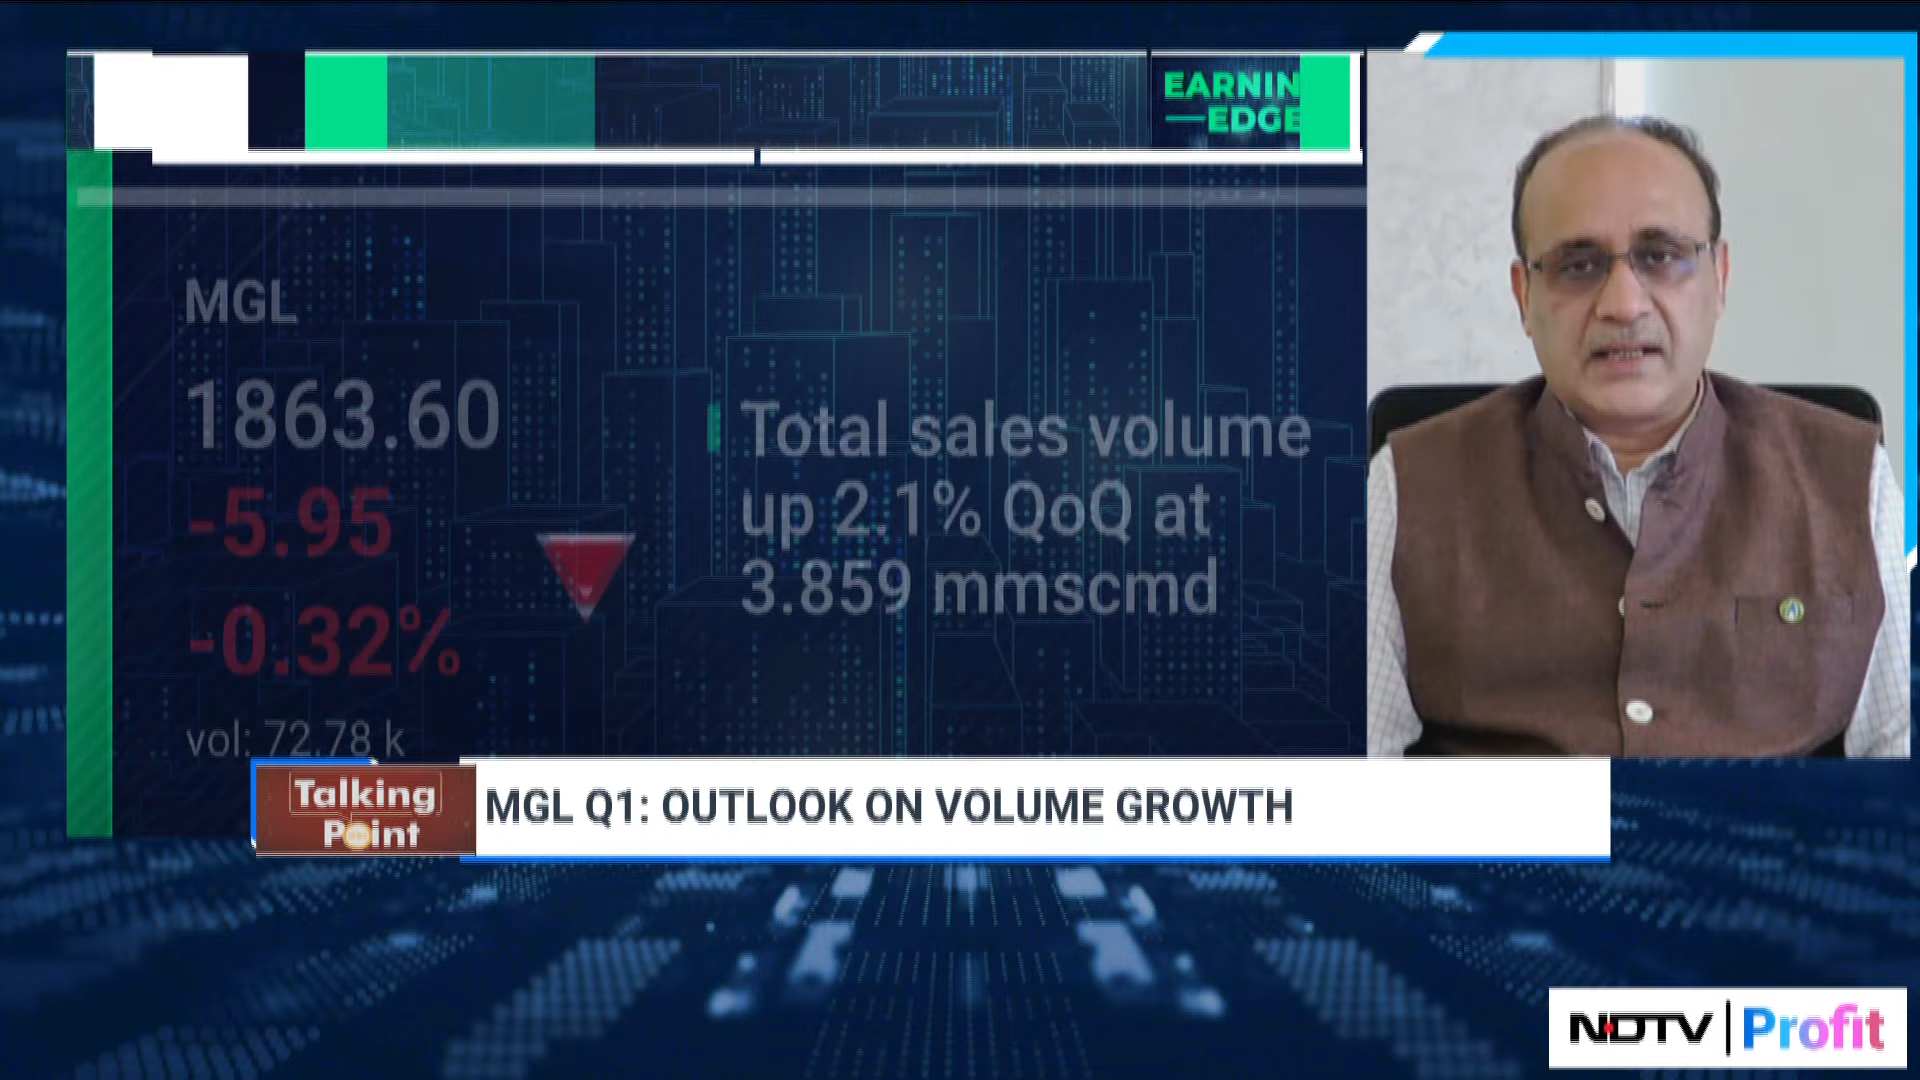 EARNIN
EDGE
MGL
1863.60
-5.95
-0.32%
vol: 72.78 k
Total sales volume
up 2.1% QoQ at
3.859 mmscmd
Talking
Point
MGL Q1: OUTLOOK ON VOLUME GROWTH
NDTV Profit